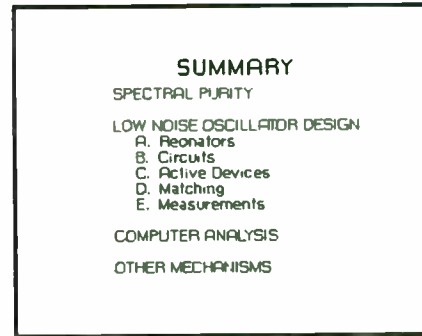 SUMMARY
SPECTRAL PURITY
LOW NOISE OSCILLATOR DESIGN
A. Reonators
B. Circuits
C. Active Devices
D. Matching
E. Measurements
COMPUTER ANALYSIS
OTHER MECHANISMS